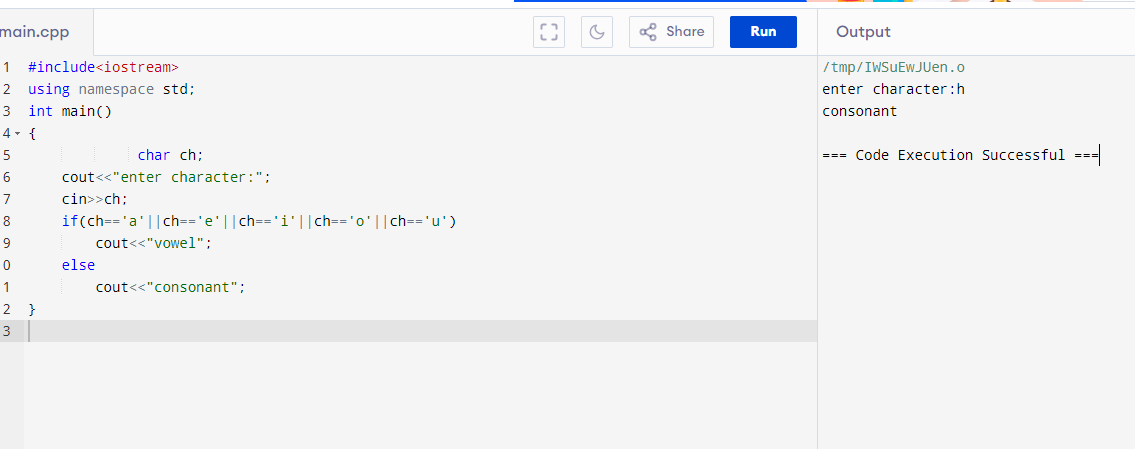 main.cpp
Share
Run
Output
1 #include<iostream>
2 using namespace std;
3 int main()
4 {
5 char ch;
6 cout<<"enter character:";
7 cin>>ch;
8 if(ch=='a'||ch=='e'||ch=='i'||ch=='o'||ch=='u')
9 cout<<"vowel";
0 else
1 cout<<"consonant";
2 }
3
/tmp/IWSuEwJUen.o
enter character:h
consonant
=== Code Execution Successful ===